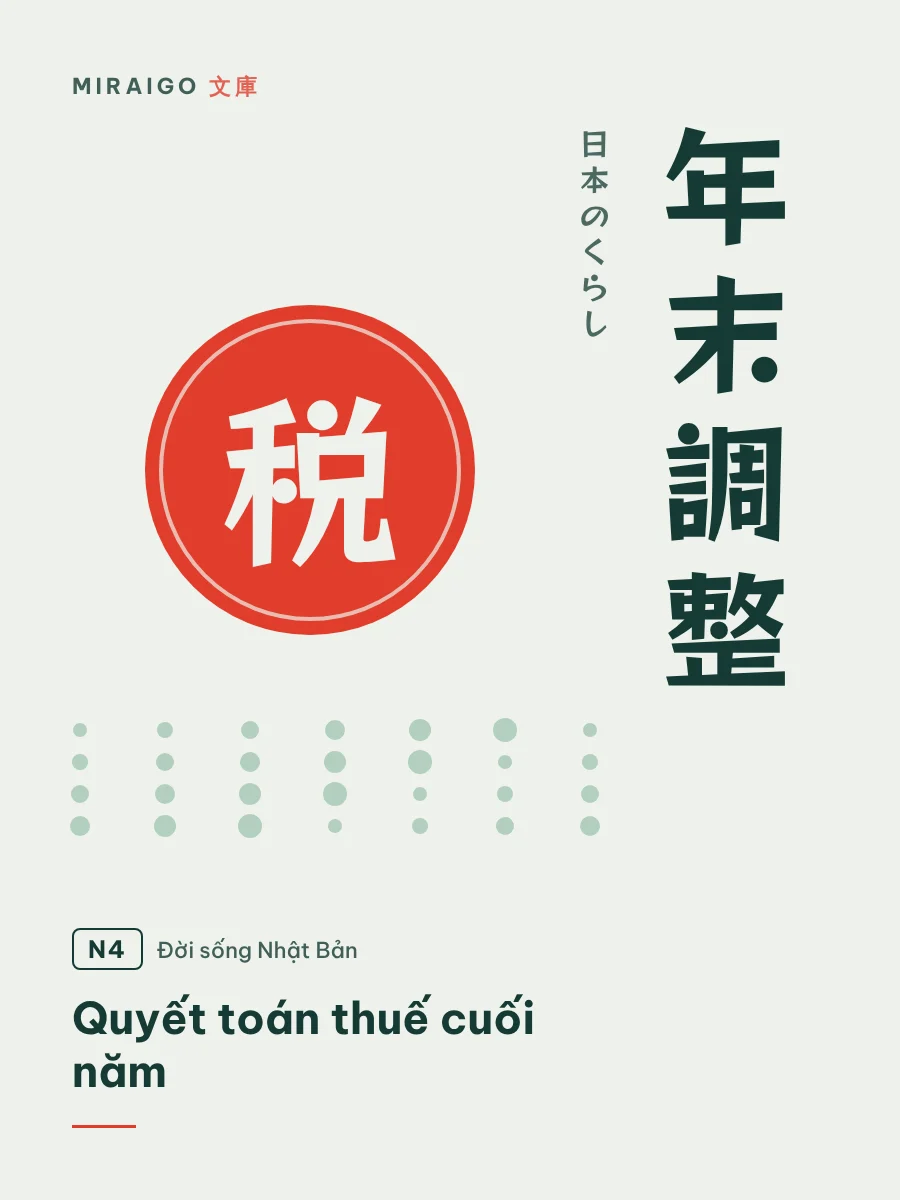 MIRAIGO 文庫
年末調整
日本のくらし
税
N4 Đời sống Nhật Bản
Quyết toán thuế cuối
năm